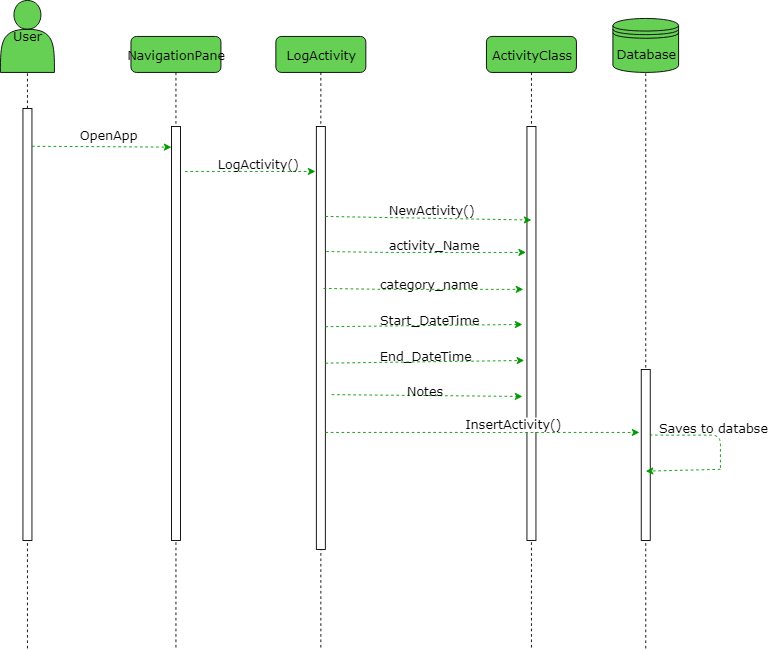 User
NavigationPane
LogActivity
ActivityClass
Database
OpenApp
LogActivity()
NewActivity()
activity_Name
category_name
Start_DateTime
End_DateTime
Notes
InsertActivity()
Saves to databse